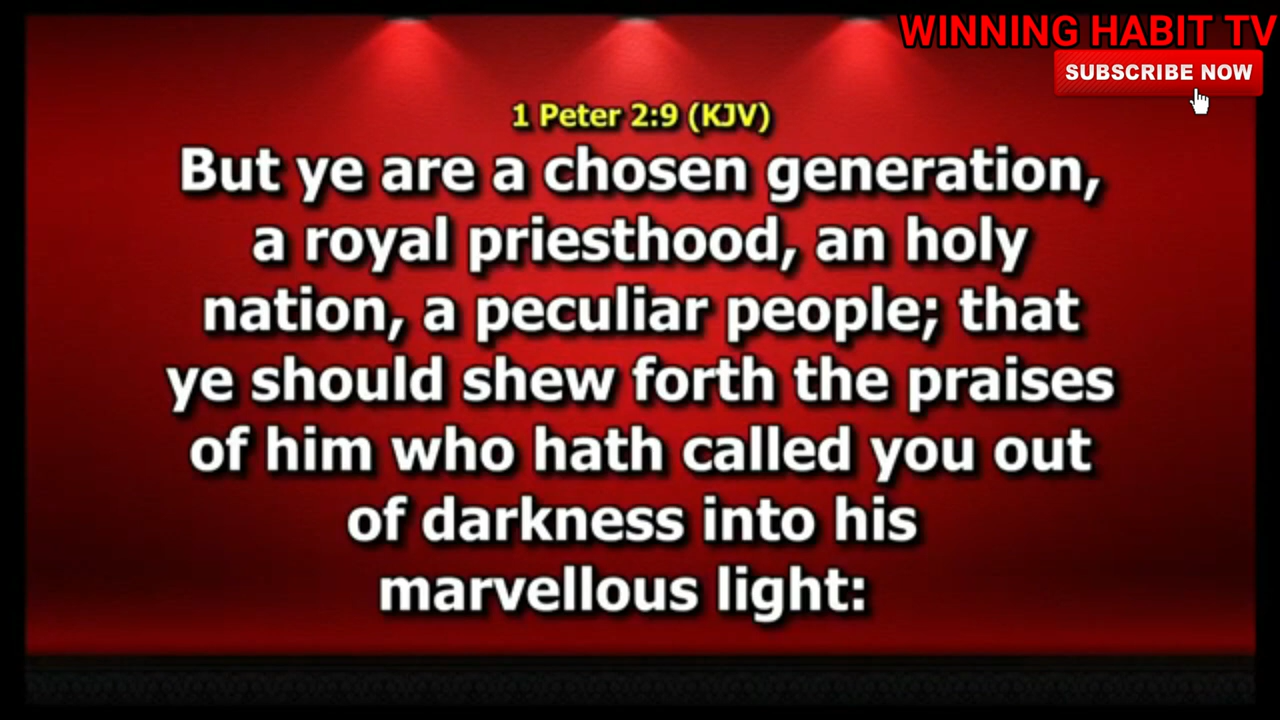 WINNING HABIT TV
SUBSCRIBE NOW
1 Peter 2:9 (KJV)
But ye are a chosen generation,
a royal priesthood, an holy
nation, a peculiar people; that
ye should shew forth the praises
of him who hath called you out
of darkness into his
marvellous light: